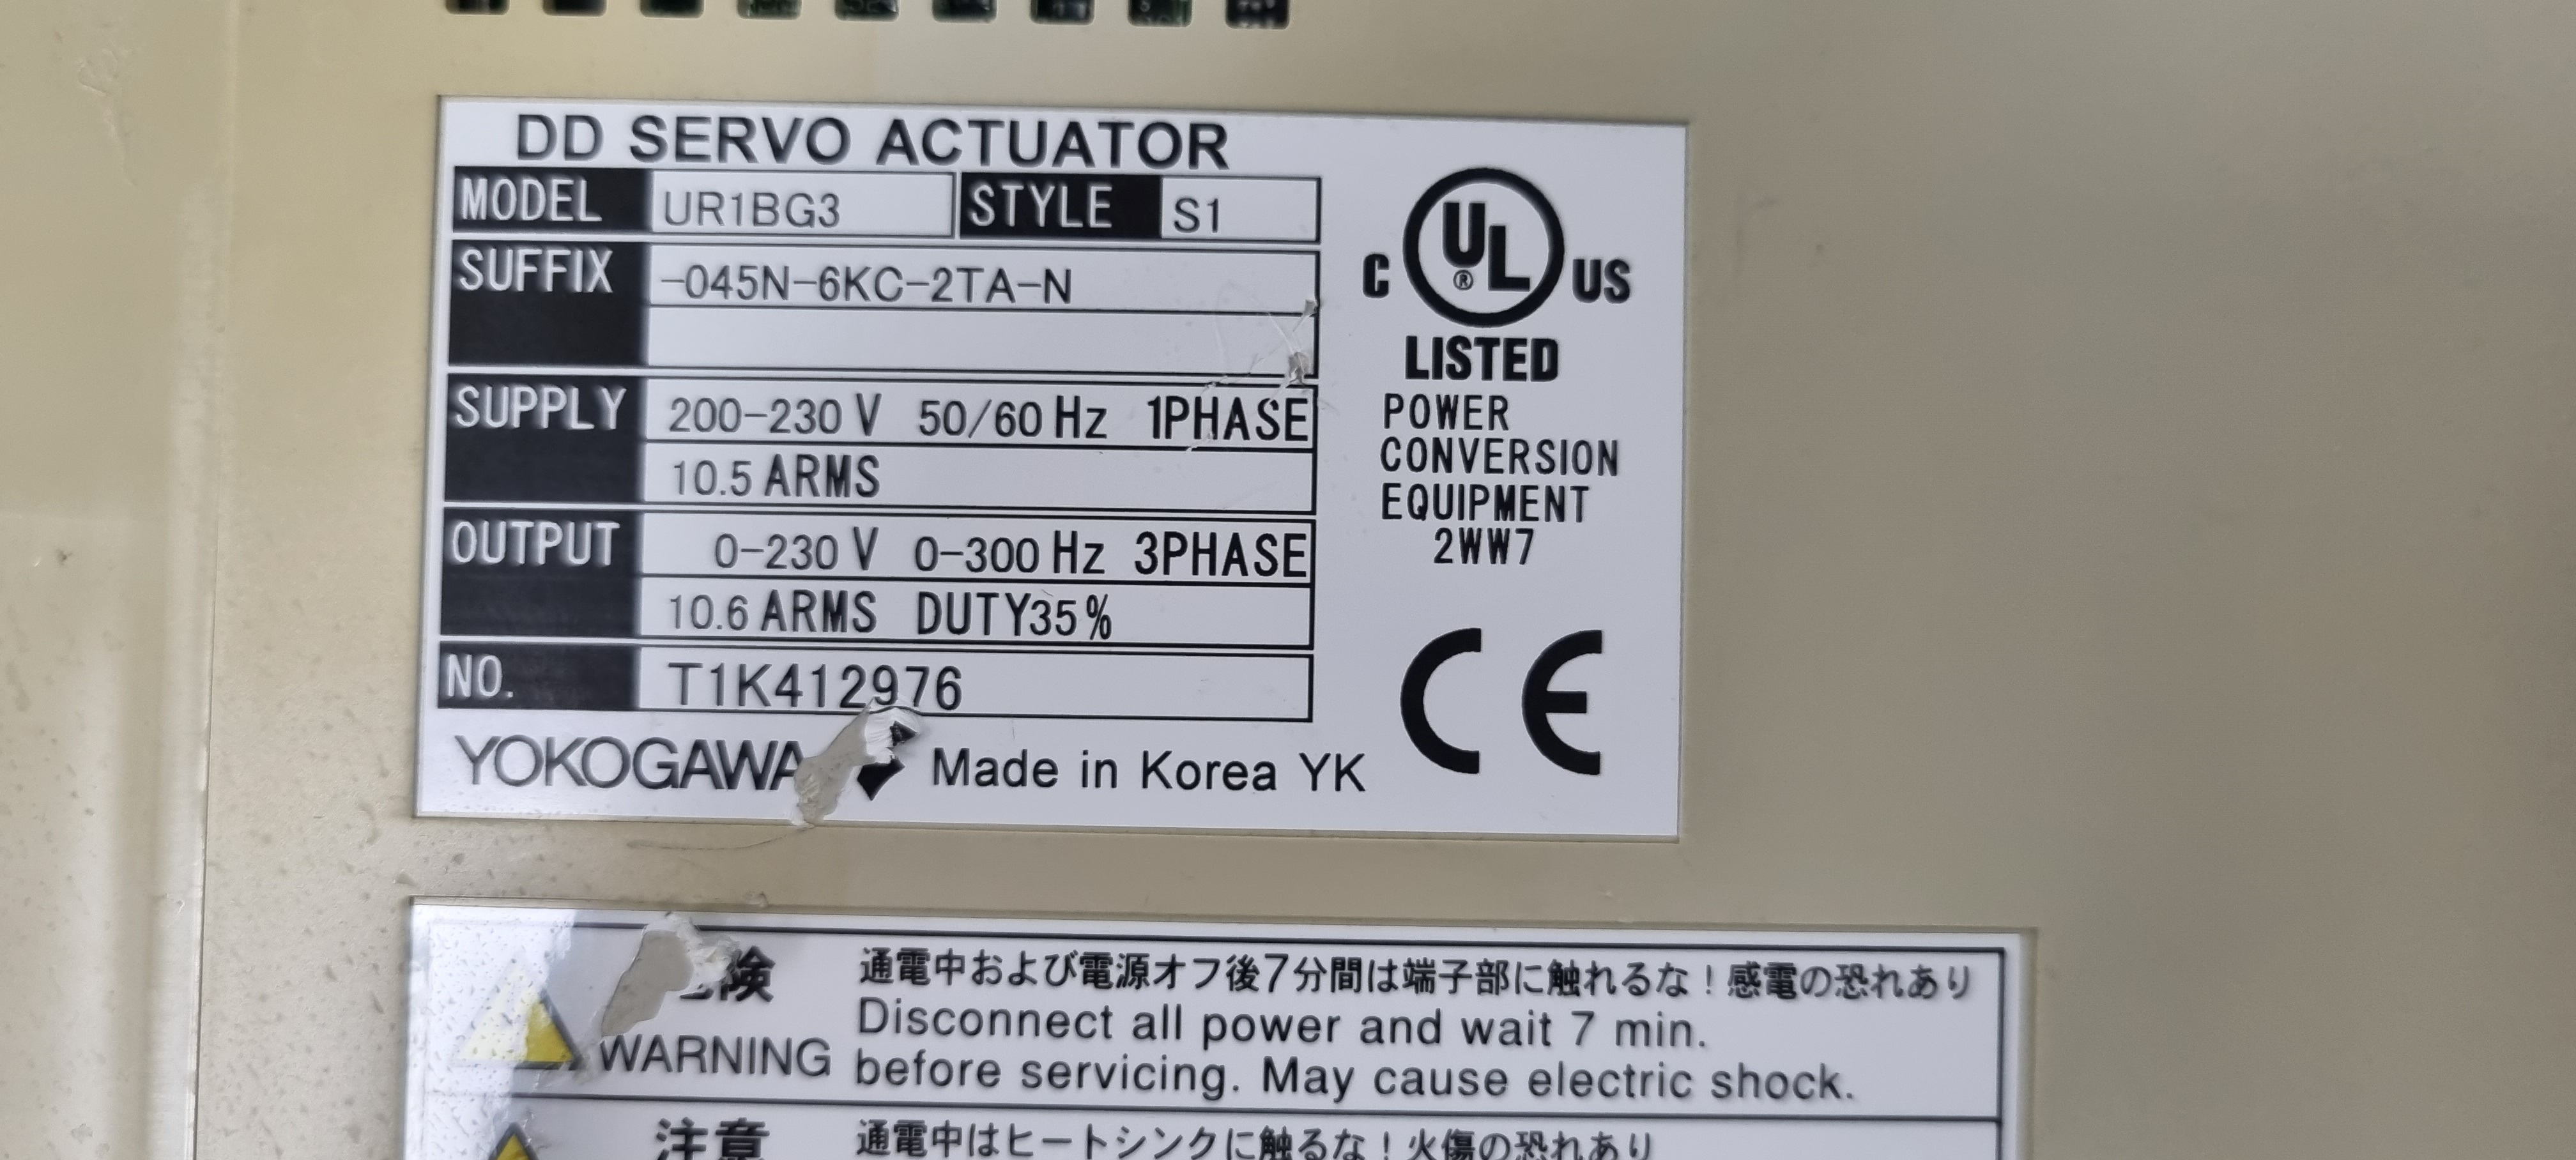 DD SERVO ACTUATOR
MODEL UR1BG3 STYLE S1
SUFFIX -045N-6KC-2TA-N
SUPPLY 200-230 V 50/60 Hz 1PHASE
10.5 ARMS
OUTPUT 0-230 V 0-300 Hz 3PHASE
10.6 ARMS DUTY35%
NO. T1K412976
YOKOGAWA Made in Korea YK
C UL ® US
LISTED
POWER
CONVERSION
EQUIPMENT
2WW7
CE
険 通電中および電源オフ後7分間は端子部に触れるな！感電の恐れあり
WARNING Disconnect all power and wait 7 min.
before servicing. May cause electric shock.
注意 通電中はヒートシンクに触るな！火傷の恐れあり